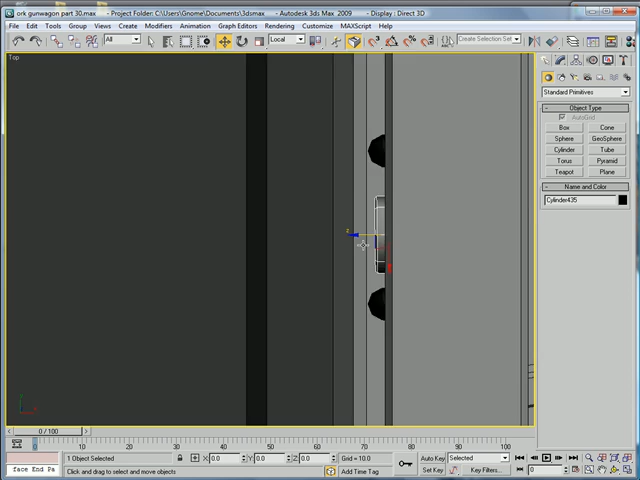 ork gunwagon part 30.max - Project Folder: C:\Users\Gnome\Documents\3dsmax - Autodesk 3ds Max 2009 - Display : Direct 3D
File Edit Tools Group Views Create Modifiers Animation Graph Editors Rendering Customize MAXScript Help
All Local Create Selection Set
Top
Standard Primitives
Object Type
AutoGrid
Box Cone
Sphere GeoSphere
Cylinder Tube
Torus Pyramid
Teapot Plane
Name and Color
Cylinder435
z
0 / 100
0 10 20 30 40 50 60 70 80 90 100
1 Object Selected X: 0.0 Y: 0.0 Z: 0.0 Grid = 10.0 Auto Key Selected
face End Pa Click and drag to select and move objects Add Time Tag Set Key Key Filters... 0